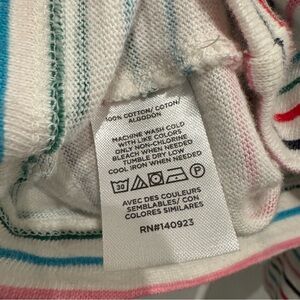 100% COTTON/ COTON/
ALGODON
MACHINE WASH COLD
WITH LIKE COLORS
ONLY NON-CHLORINE
BLEACH WHEN NEEDED
TUMBLE DRY LOW
COOL IRON WHEN NEEDED
30
AVEC DES COULEURS
SEMBLABLES/ CON
COLORES SIMILARES
RN#140923